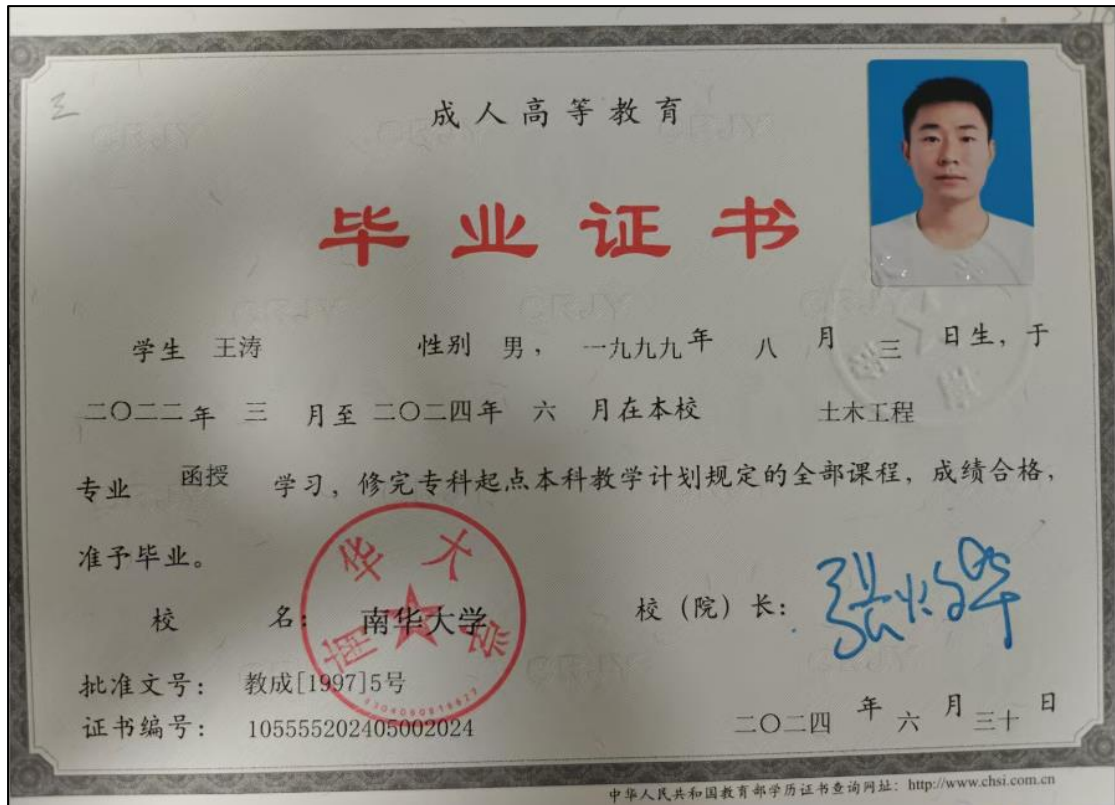 成人高等教育
毕业证书
学生 王涛 性别 男， 一九九九年 八 月 三 日生，于
二〇二二年 三 月至二〇二四年 六 月在本校 土木工程
专业 函授 学习，修完专科起点本科教学计划规定的全部课程，成绩合格，
准予毕业。
校 名： 南华大学 校（院）长：
南华大学
批准文号： 教成[1997]5号
证书编号： 105555202405002024 二〇二四 年 六 月 三十 日
中华人民共和国教育部学历证书查询网址：http://www.chsi.com.cn